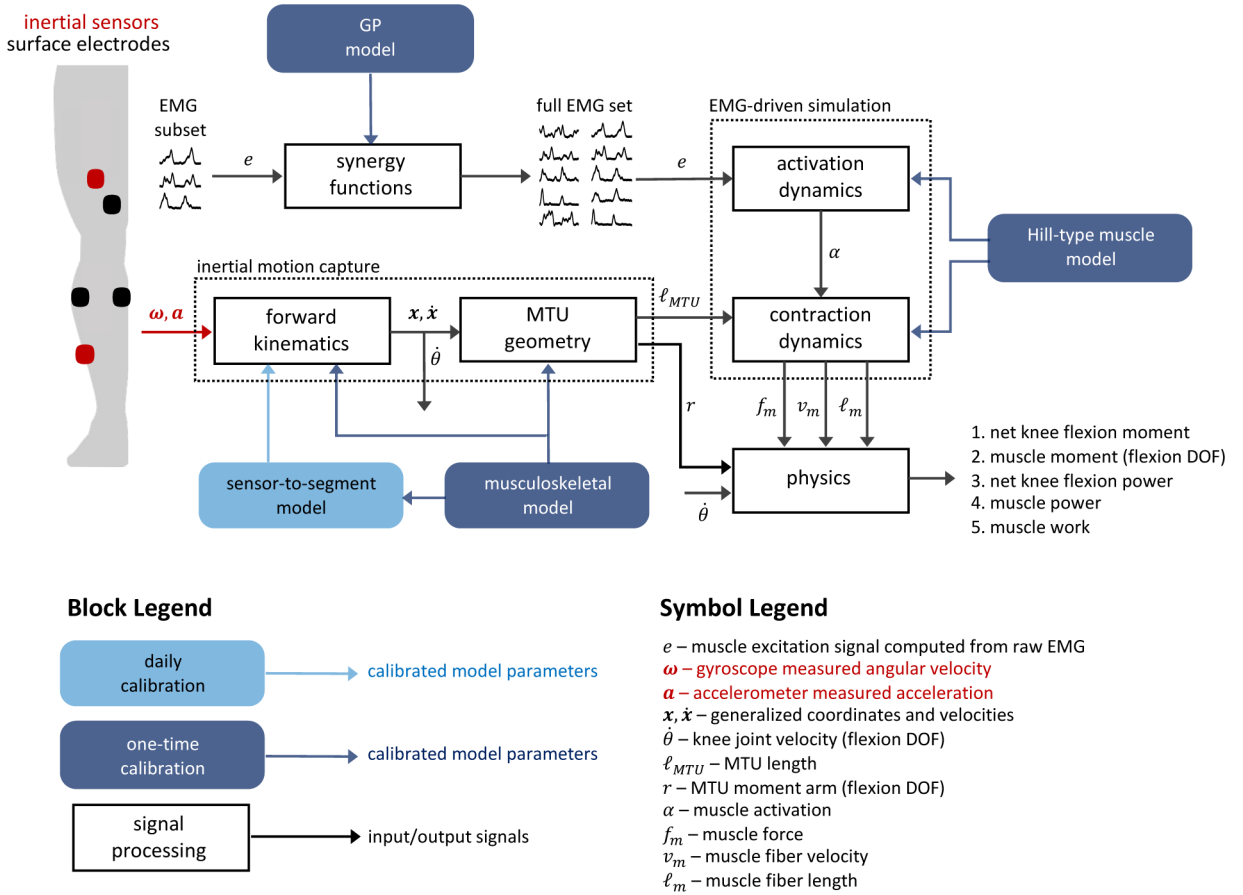 inertial sensors
surface electrodes
GP
model
EMG
subset
e
synergy
functions
full EMG set
e
EMG-driven simulation
activation
dynamics
α
Hill-type muscle
model
inertial motion capture
ω, a
forward
kinematics
x, ẋ
θ̇
MTU
geometry
ℓ_MTU
contraction
dynamics
r
f_m
v_m
ℓ_m
sensor-to-segment
model
musculoskeletal
model
θ̇
physics
1. net knee flexion moment
2. muscle moment (flexion DOF)
3. net knee flexion power
4. muscle power
5. muscle work
Block Legend
daily
calibration
calibrated model parameters
one-time
calibration
calibrated model parameters
signal
processing
input/output signals
Symbol Legend
e – muscle excitation signal computed from raw EMG
ω – gyroscope measured angular velocity
a – accelerometer measured acceleration
x, ẋ – generalized coordinates and velocities
θ̇ – knee joint velocity (flexion DOF)
ℓ_MTU – MTU length
r – MTU moment arm (flexion DOF)
α – muscle activation
f_m – muscle force
v_m – muscle fiber velocity
ℓ_m – muscle fiber length